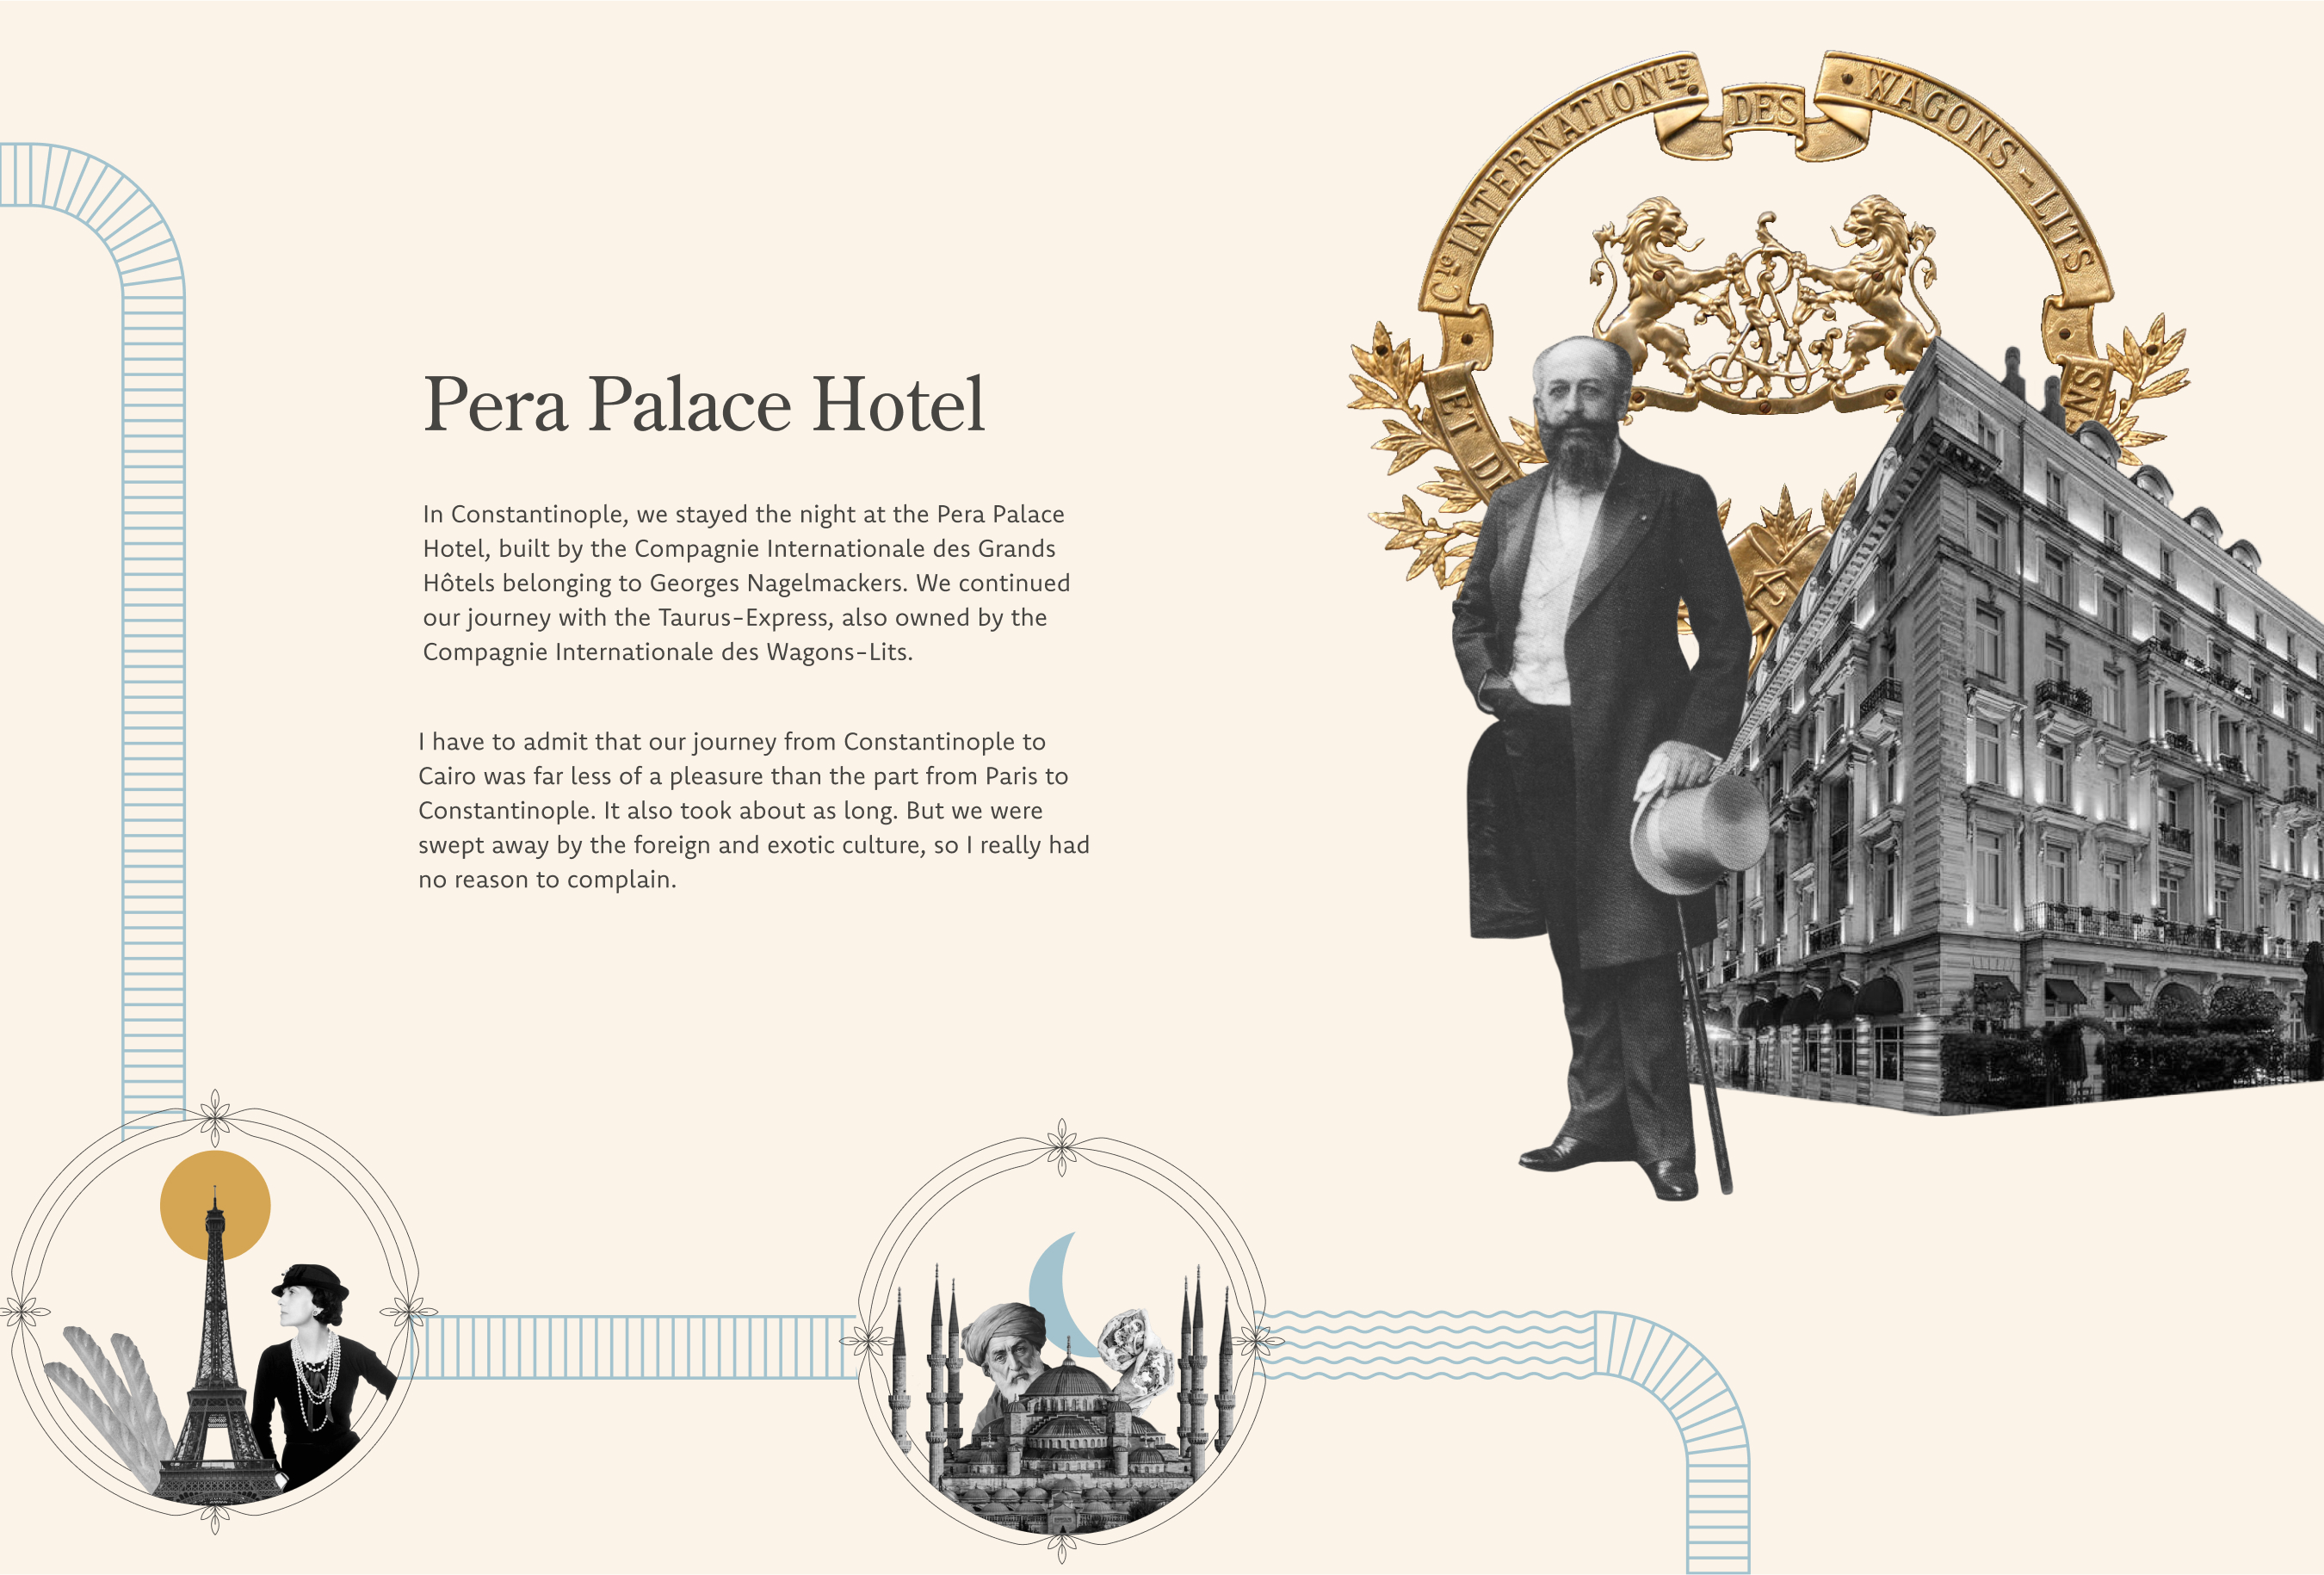 Cie INTERNATIONLE DES WAGONS-LITS
ET DE
NS
Pera Palace Hotel
In Constantinople, we stayed the night at the Pera Palace
Hotel, built by the Compagnie Internationale des Grands
Hôtels belonging to Georges Nagelmackers. We continued
our journey with the Taurus-Express, also owned by the
Compagnie Internationale des Wagons-Lits.
I have to admit that our journey from Constantinople to
Cairo was far less of a pleasure than the part from Paris to
Constantinople. It also took about as long. But we were
swept away by the foreign and exotic culture, so I really had
no reason to complain.